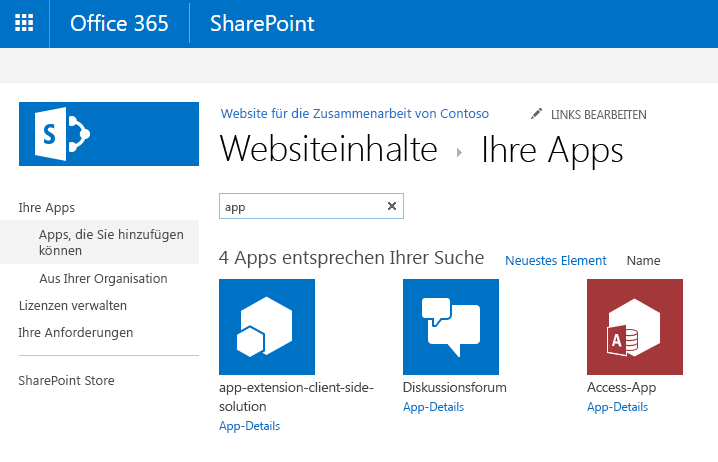 Office 365 SharePoint
Website für die Zusammenarbeit von Contoso LINKS BEARBEITEN
S
Websiteinhalte ▸ Ihre Apps
Ihre Apps
app
Apps, die Sie hinzufügen
können
Aus Ihrer Organisation
Lizenzen verwalten
Ihre Anforderungen
SharePoint Store
4 Apps entsprechen Ihrer Suche Neuestes Element Name
A
app-extension-client-side-
solution
App-Details
Diskussionsforum
App-Details
Access-App
App-Details